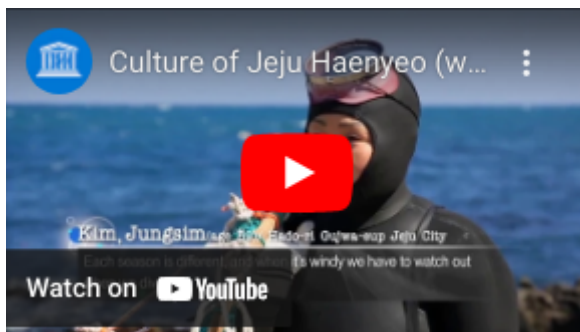 Culture of Jeju Haenyeo (w...
Kim, Jungsim Hado-ri Gujwa-eup Jeju City
Each season is different, and when it's windy we have to watch out
Watch on YouTube